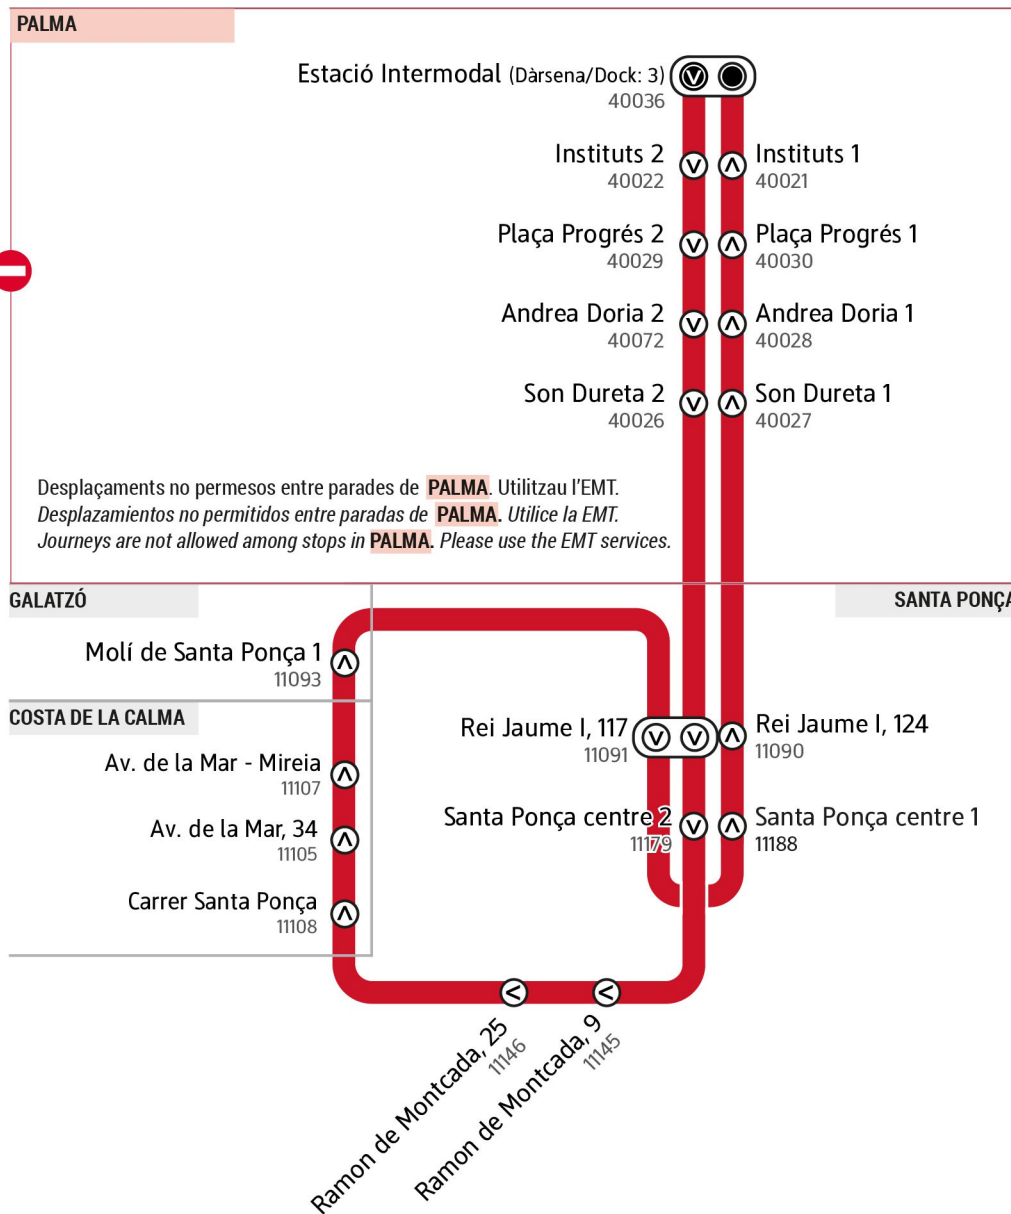 PALMA
Estació Intermodal (Dàrsena/Dock: 3)
40036
Instituts 2
40022
Instituts 1
40021
Plaça Progrés 2
40029
Plaça Progrés 1
40030
Andrea Doria 2
40072
Andrea Doria 1
40028
Son Dureta 2
40026
Son Dureta 1
40027
Desplaçaments no permesos entre parades de PALMA. Utilitzau l'EMT.
Desplazamientos no permitidos entre paradas de PALMA. Utilice la EMT.
Journeys are not allowed among stops in PALMA. Please use the EMT services.
GALATZÓ
SANTA PONÇA
Molí de Santa Ponça 1
11093
COSTA DE LA CALMA
Av. de la Mar - Mireia
11107
Av. de la Mar, 34
11105
Carrer Santa Ponça
11108
Rei Jaume I, 117
11091
Rei Jaume I, 124
11090
Santa Ponça centre 2
11179
Santa Ponça centre 1
11188
Ramon de Montcada, 25
11146
Ramon de Montcada, 9
11145